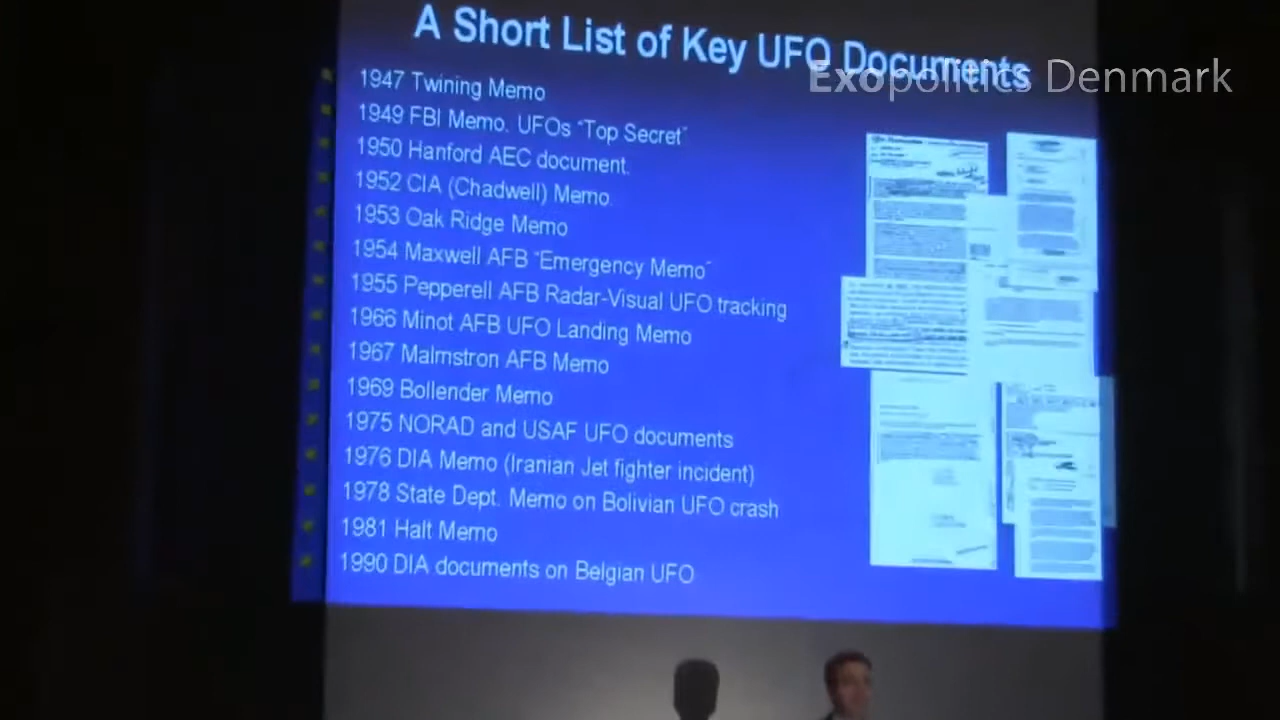 A Short List of Key UFO Documents
Exopolitics Denmark
1947 Twining Memo
1949 FBI Memo. UFOs "Top Secret"
1950 Hanford AEC document.
1952 CIA (Chadwell) Memo.
1953 Oak Ridge Memo
1954 Maxwell AFB "Emergency Memo"
1955 Pepperell AFB Radar-Visual UFO tracking
1966 Minot AFB UFO Landing Memo
1967 Malmstron AFB Memo
1969 Bollender Memo
1975 NORAD and USAF UFO documents
1976 DIA Memo (Iranian Jet fighter incident)
1978 State Dept. Memo on Bolivian UFO crash
1981 Halt Memo
1990 DIA documents on Belgian UFO